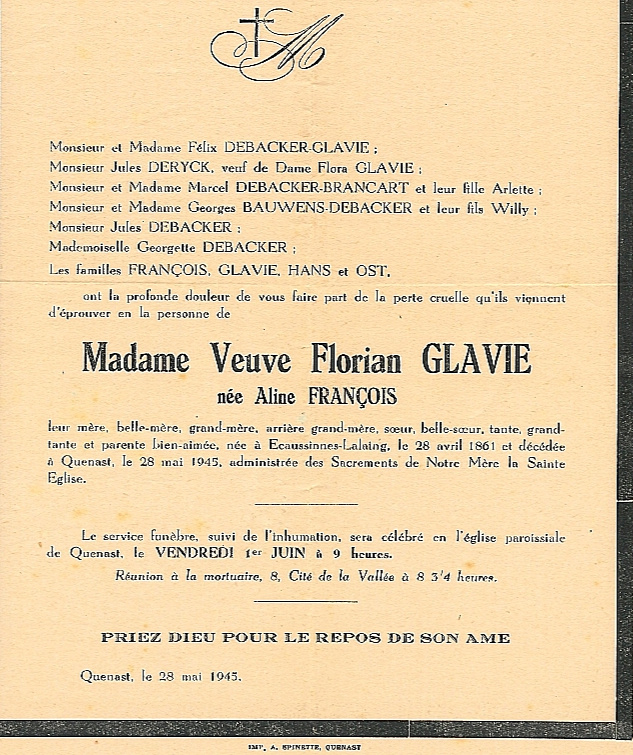 M
Monsieur et Madame Félix DEBACKER-GLAVIE ;
Monsieur Jules DERYCK, veuf de Dame Flora GLAVIE ;
Monsieur et Madame Marcel DEBACKER-BRANCART et leur fille Arlette ;
Monsieur et Madame Georges BAUWENS-DEBACKER et leur fils Willy ;
Monsieur Jules DEBACKER ;
Mademoiselle Georgette DEBACKER ;
Les familles FRANÇOIS, GLAVIE, HANS et OST,
ont la profonde douleur de vous faire part de la perte cruelle qu'ils viennent
d'éprouver en la personne de
Madame Veuve Florian GLAVIE
née Aline FRANÇOIS
leur mère, belle-mère, grand-mère, arrière grand-mère, sœur, belle-sœur, tante, grand-
tante et parente bien-aimée, née à Ecaussinnes-Lalaing, le 28 avril 1861 et décédée
à Quenast, le 28 mai 1945, administrée des Sacrements de Notre Mère la Sainte
Eglise.
Le service funèbre, suivi de l'inhumation, sera célébré en l'église paroissiale
de Quenast, le VENDREDI 1er JUIN à 9 heures.
Réunion à la mortuaire, 8, Cité de la Vallée à 8 3/4 heures.
PRIEZ DIEU POUR LE REPOS DE SON AME
Quenast, le 28 mai 1945.
IMP. A. SPINETTE, QUENAST